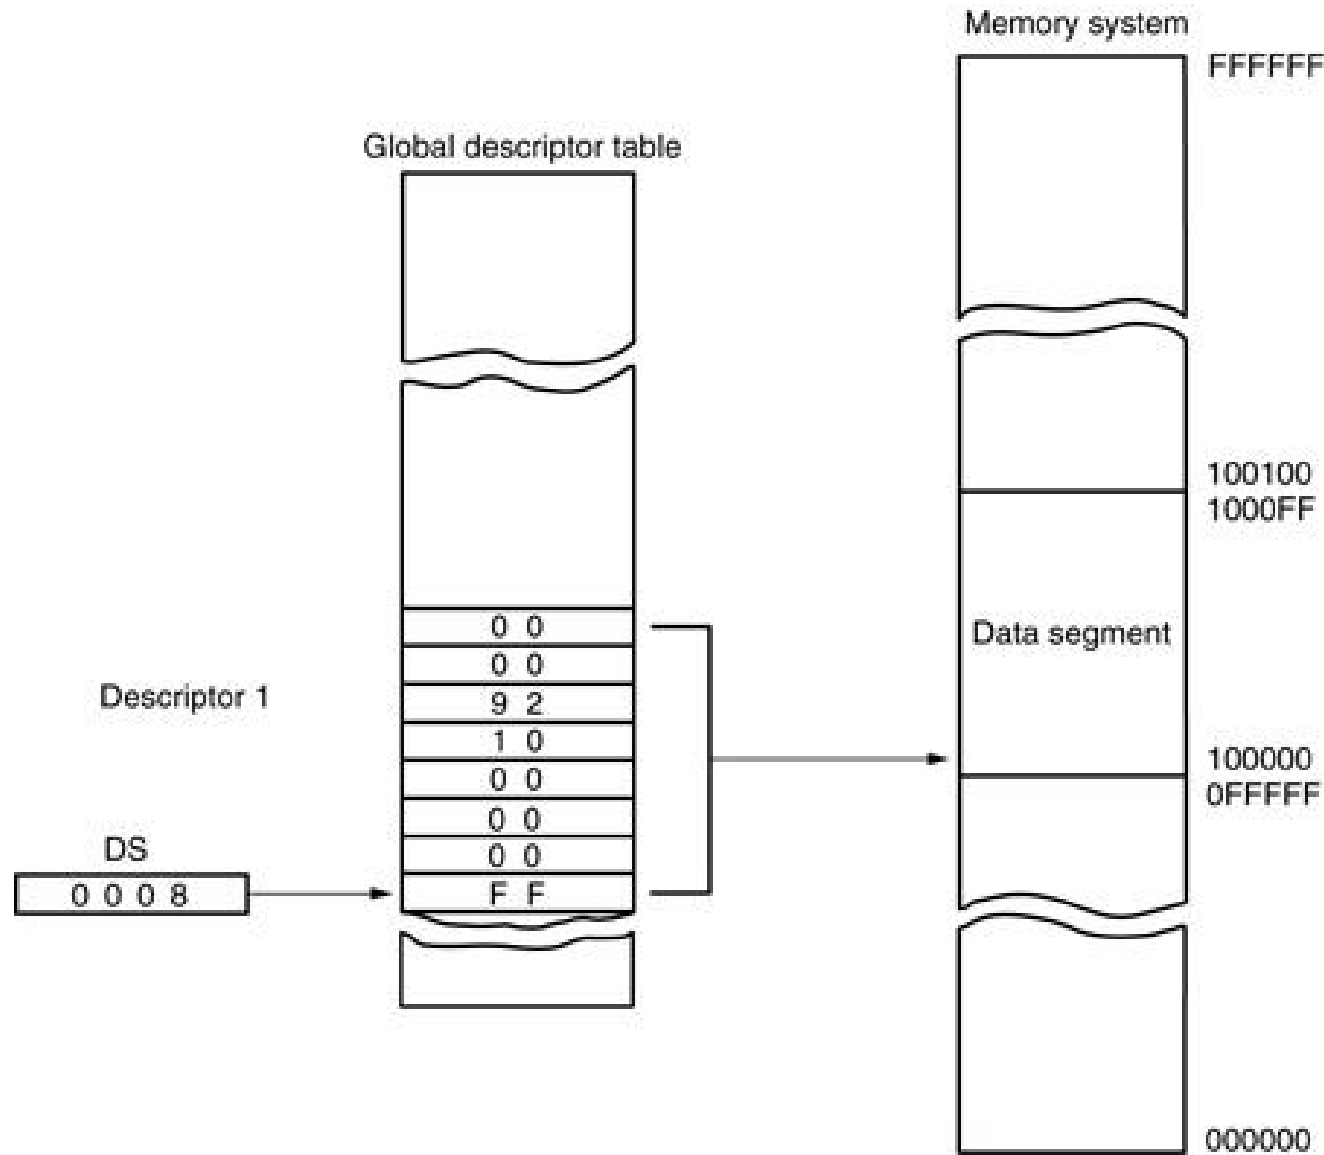 Memory system
FFFFFF
Global descriptor table
100100
1000FF
0 0
Data segment
0 0
Descriptor 1
9 2
1 0
100000
0 0
0FFFFF
0 0
DS
0 0
0 0 0 8
F F
000000